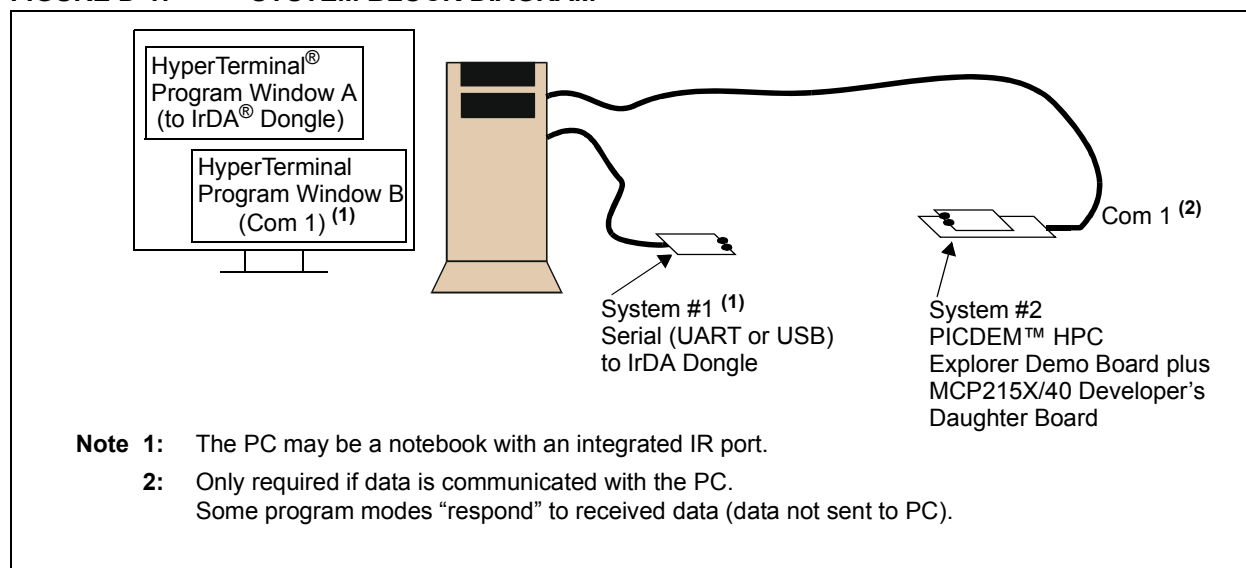 HyperTerminal®
Program Window A
(to IrDA® Dongle)
HyperTerminal
Program Window B
(Com 1) (1)
Com 1 (2)
System #1 (1)
Serial (UART or USB)
to IrDA Dongle
System #2
PICDEM™ HPC
Explorer Demo Board plus
MCP215X/40 Developer's
Daughter Board
Note 1: The PC may be a notebook with an integrated IR port.
2: Only required if data is communicated with the PC.
Some program modes “respond” to received data (data not sent to PC).